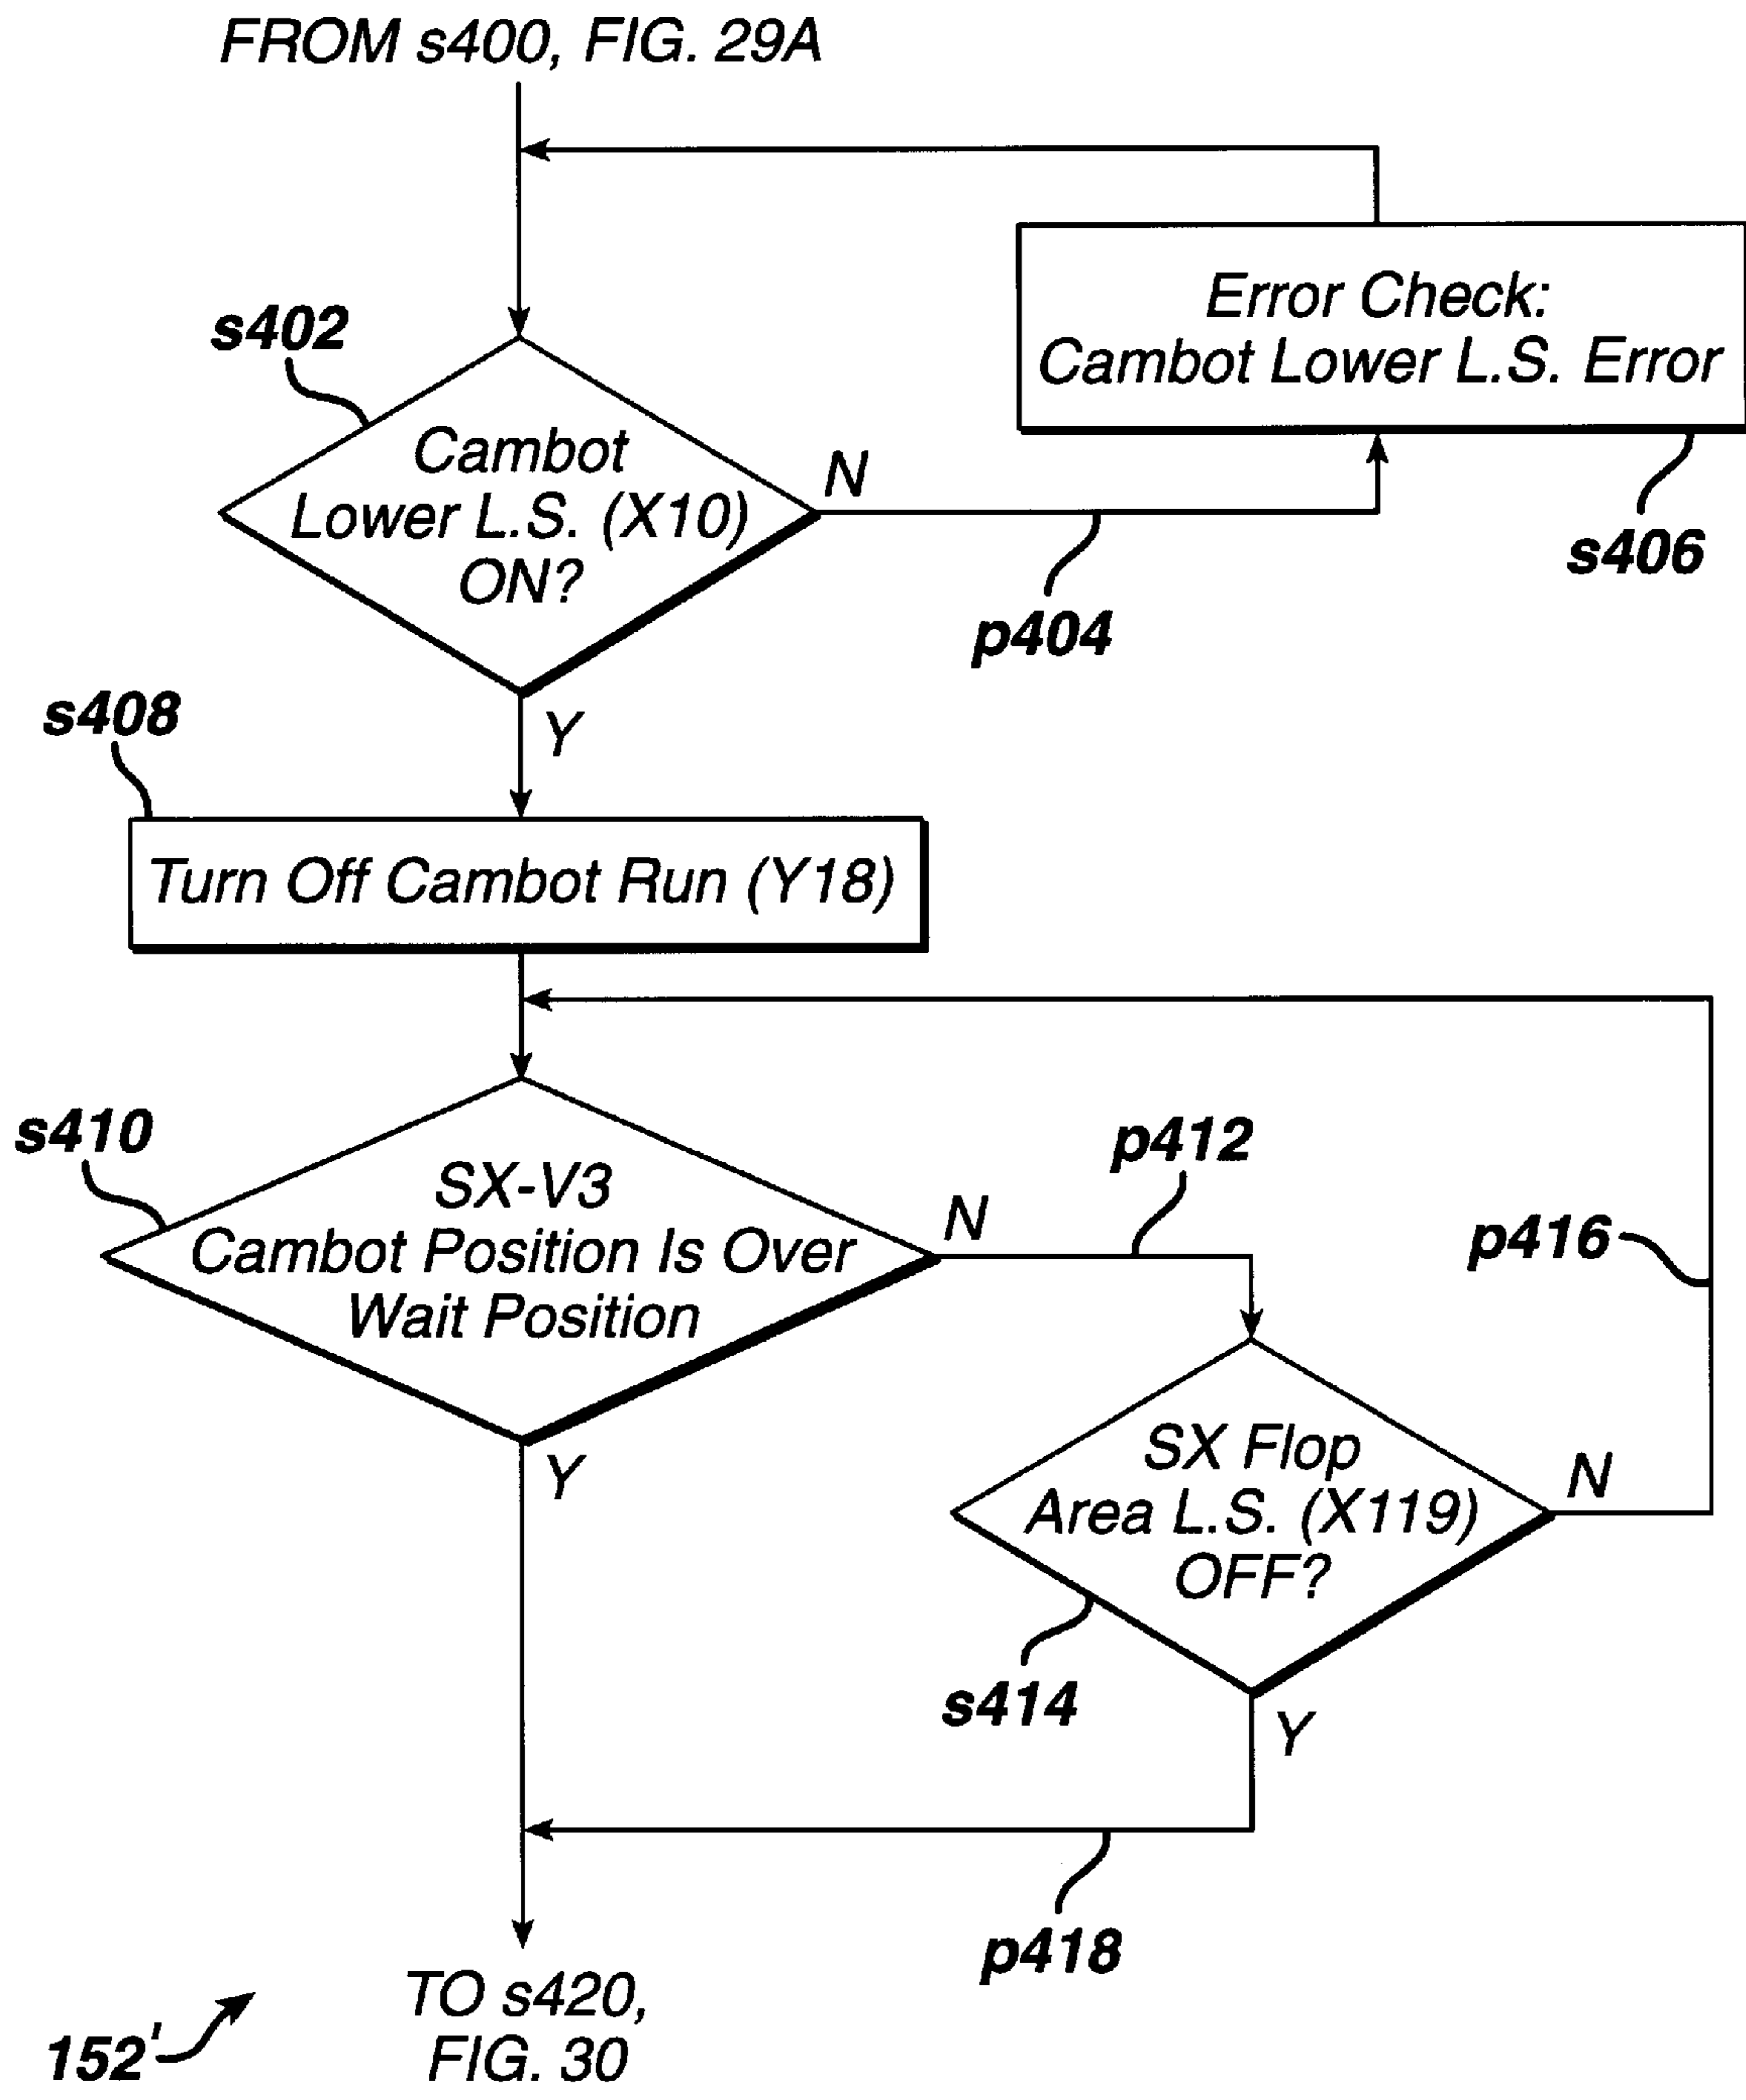 FROM s400, FIG. 29A
Error Check:
Cambot Lower L.S. Error
s402
Cambot
Lower L.S. (X10)
ON?
N
s406
p404
s408
Y
Turn Off Cambot Run (Y18)
s410
SX-V3
Cambot Position Is Over
Wait Position
N
p412
p416
Y
SX Flop
Area L.S. (X119)
OFF?
N
s414
Y
p418
TO s420,
FIG. 30
152'